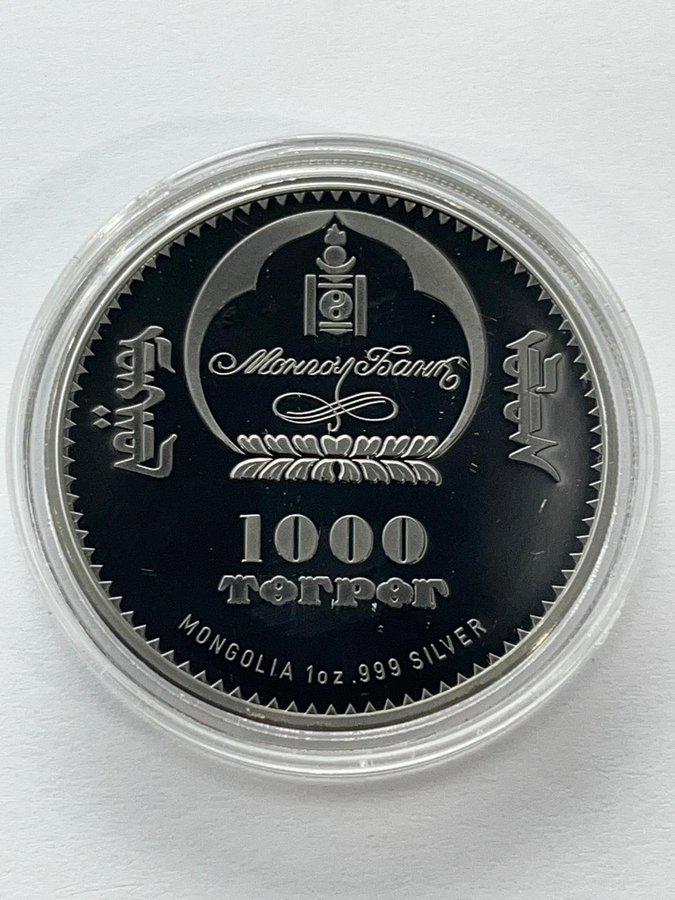 Монгол Банк
1000
төгрөг
MONGOLIA 1oz .999 SILVER